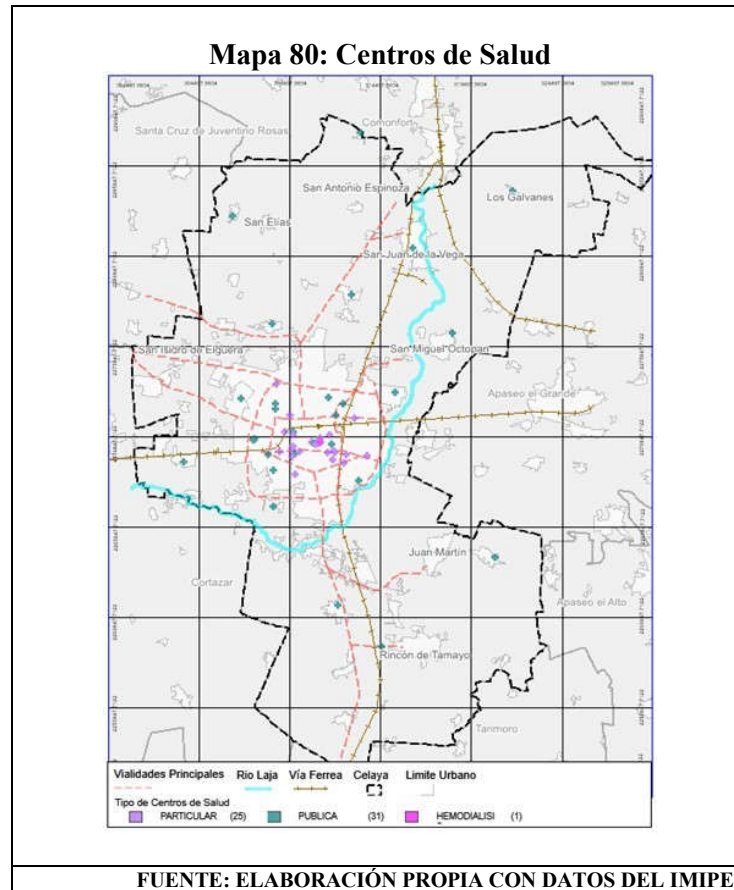 Mapa 80: Centros de Salud
Comonfort
Santa Cruz de Juventino Rosas
San Antonio Espinoza
Los Galvanes
San Elías
San Juan de la Vega
San Isidro de Elguera
San Miguel Octopan
Apaseo el Grande
Juan Martín
Cortazar
Apaseo el Alto
Rincón de Tamayo
Tarimoro
Vialidades Principales Rio Laja Vía Ferrea Celaya Limite Urbano
Tipo de Centros de Salud
PARTICULAR (25) PUBLICA (31) HEMODIALISI (1)
FUENTE: ELABORACIÓN PROPIA CON DATOS DEL IMIPE